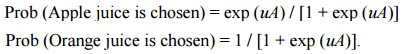 Prob (Apple juice is chosen) = exp (uA) / [1 + exp (uA)]
Prob (Orange juice is chosen) = 1 / [1 + exp (uA)].